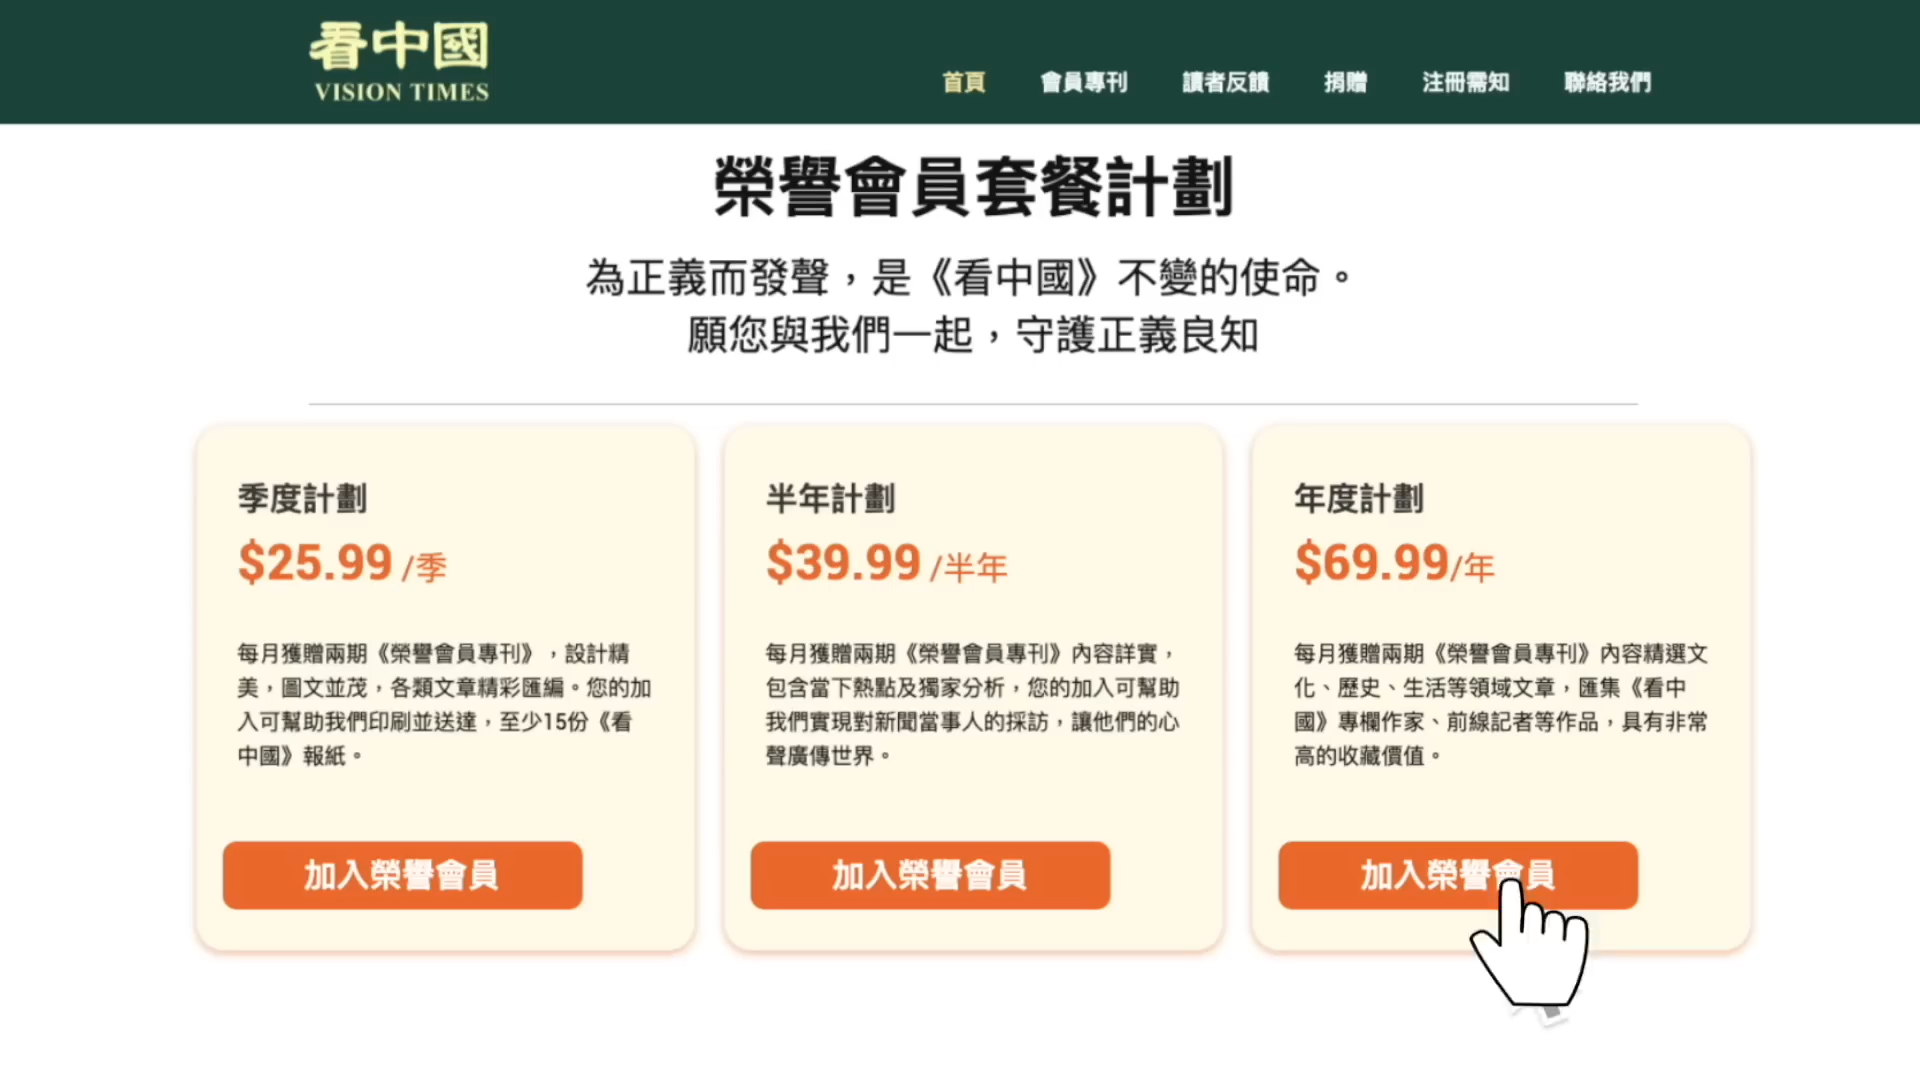 看中國
VISION TIMES
首頁
會員專刊
讀者反饋
捐贈
注冊需知
聯絡我們
榮譽會員套餐計劃
為正義而發聲，是《看中國》不變的使命。
願您與我們一起，守護正義良知
季度計劃
$25.99 /季
每月獲贈兩期《榮譽會員專刊》，設計精
美，圖文並茂，各類文章精彩匯編。您的加
入可幫助我們印刷並送達，至少15份《看
中國》報紙。
加入榮譽會員
半年計劃
$39.99 /半年
每月獲贈兩期《榮譽會員專刊》內容詳實，
包含當下熱點及獨家分析，您的加入可幫助
我們實現對新聞當事人的採訪，讓他們的心
聲廣傳世界。
加入榮譽會員
年度計劃
$69.99/年
每月獲贈兩期《榮譽會員專刊》內容精選文
化、歷史、生活等領域文章，匯集《看中
國》專欄作家、前線記者等作品，具有非常
高的收藏價值。
加入榮譽會員